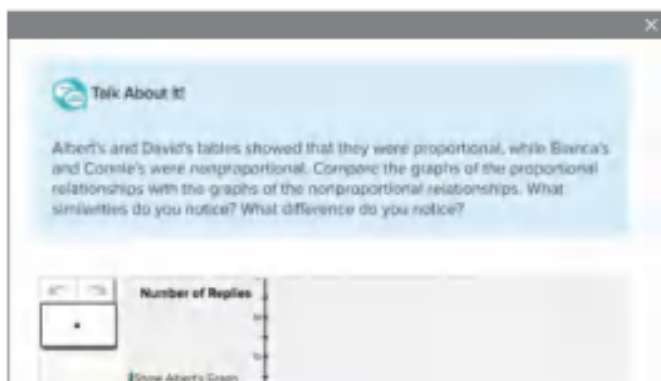 Talk About It!
Albert's and David's tables showed that they were proportional, while Bianca's
and Connie's were nonproportional. Compare the graphs of the proportional
relationships with the graphs of the nonproportional relationships. What
similarities do you notice? What difference do you notice?
Number of Replies
Show Albert's Graph